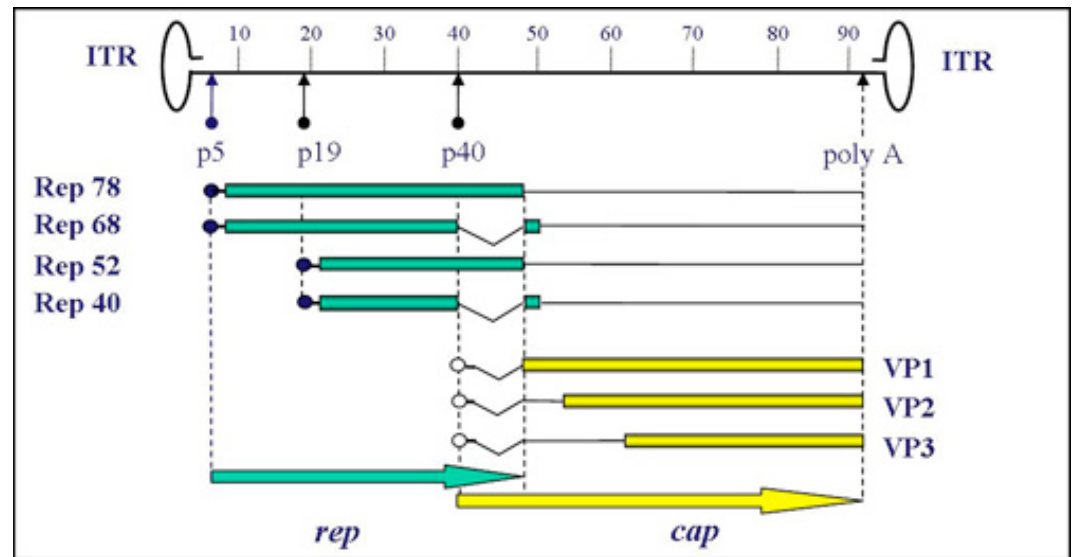 ITR 10 20 30 40 50 60 70 80 90 ITR
p5 p19 p40 poly A
Rep 78
Rep 68
Rep 52
Rep 40
VP1
VP2
VP3
rep cap